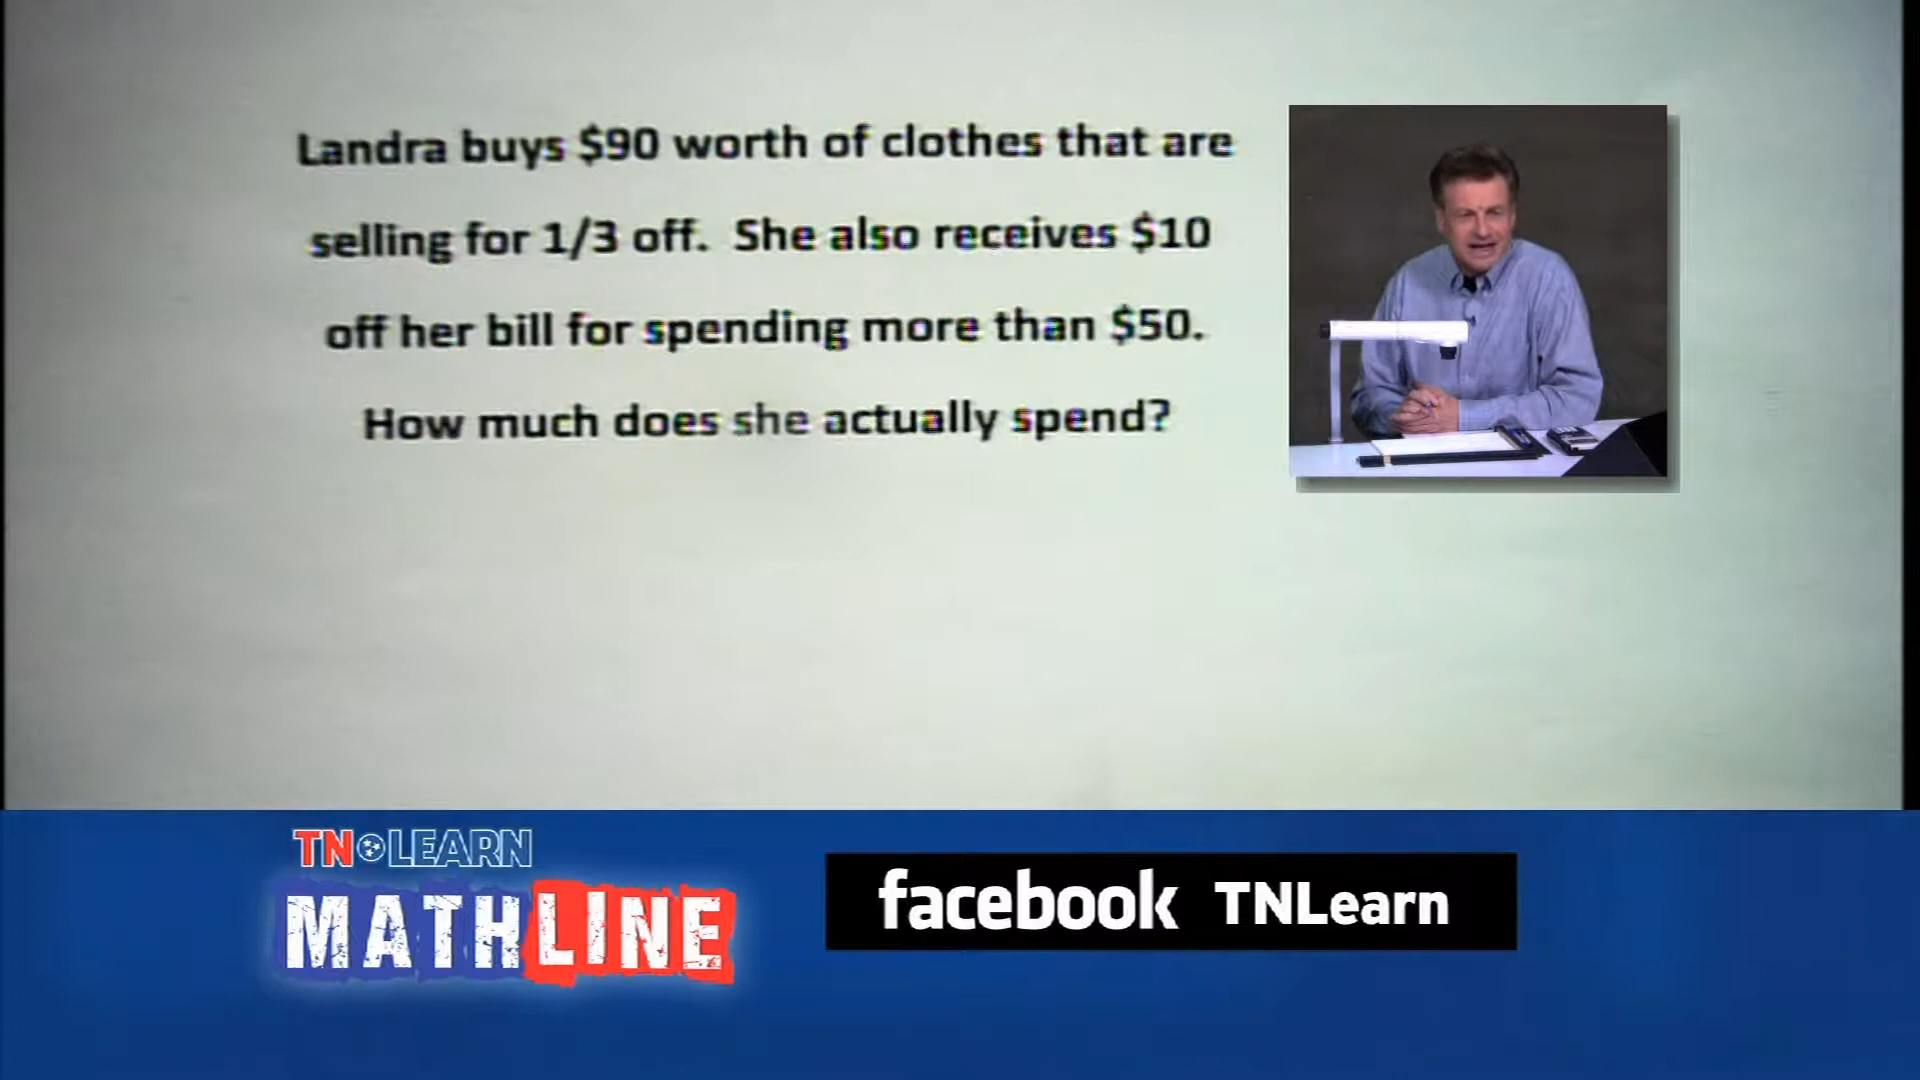 Landra buys $90 worth of clothes that are
selling for 1/3 off. She also receives $10
off her bill for spending more than $50.
How much does she actually spend?
TN LEARN
MATHLINE
facebook TNLearn